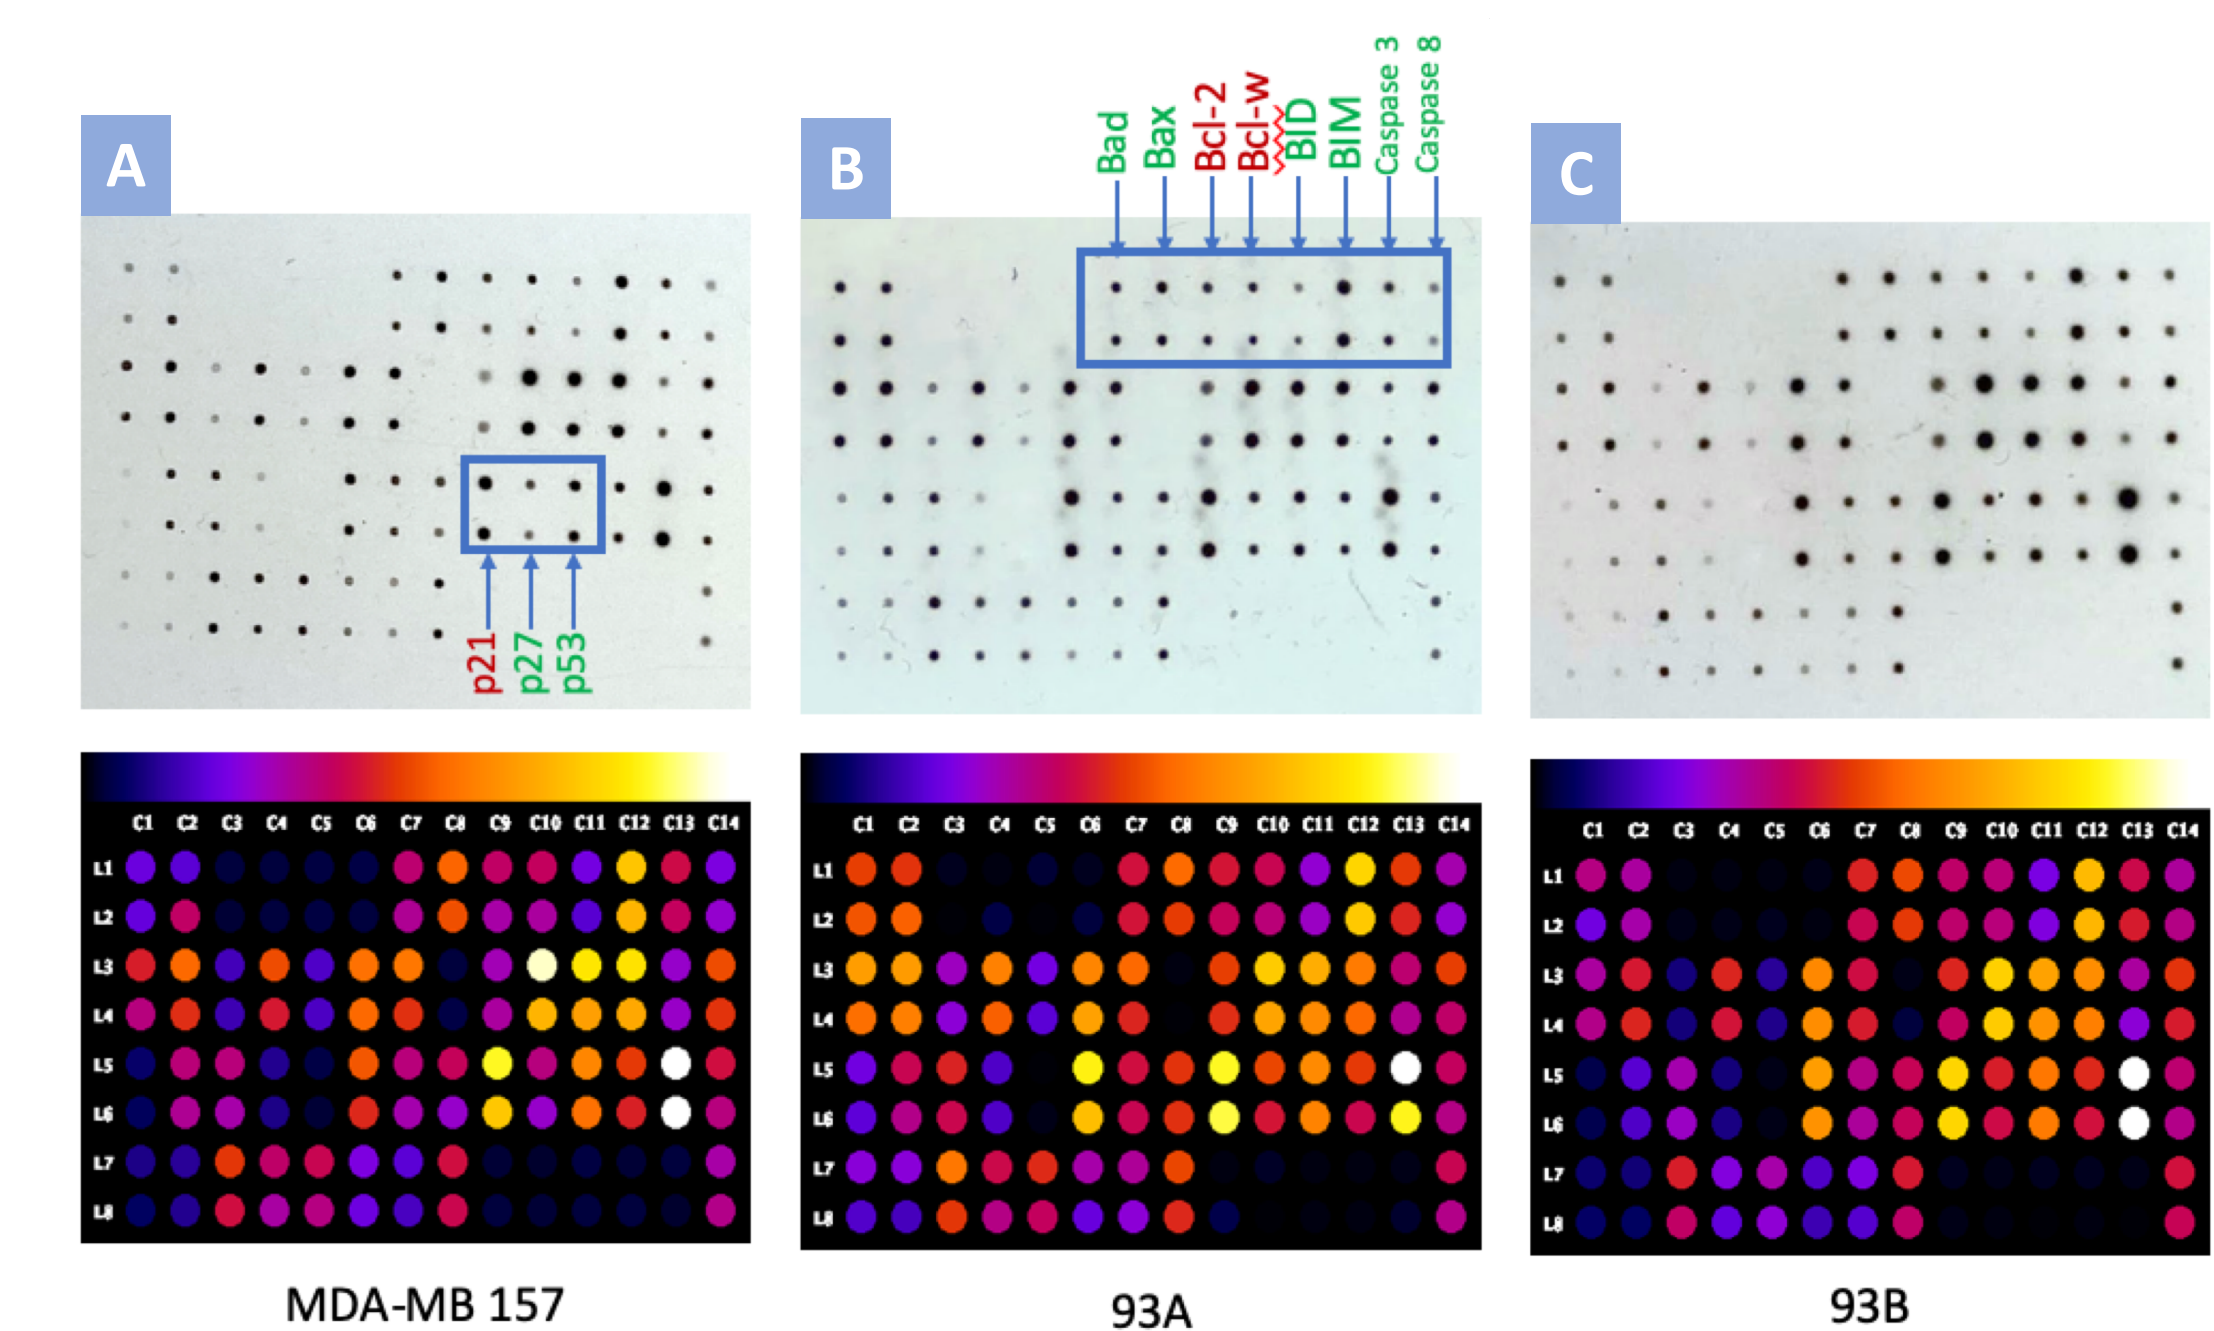 A
B
C
Bad
Bax
Bcl-2
Bcl-w
BID
BIM
Caspase 3
Caspase 8
p21
p27
p53
C1 C2 C3 C4 C5 C6 C7 C8 C9 C10 C11 C12 C13 C14
L1
L2
L3
L4
L5
L6
L7
L8
C1 C2 C3 C4 C5 C6 C7 C8 C9 C10 C11 C12 C13 C14
L1
L2
L3
L4
L5
L6
L7
L8
C1 C2 C3 C4 C5 C6 C7 C8 C9 C10 C11 C12 C13 C14
L1
L2
L3
L4
L5
L6
L7
L8
MDA-MB 157
93A
93B